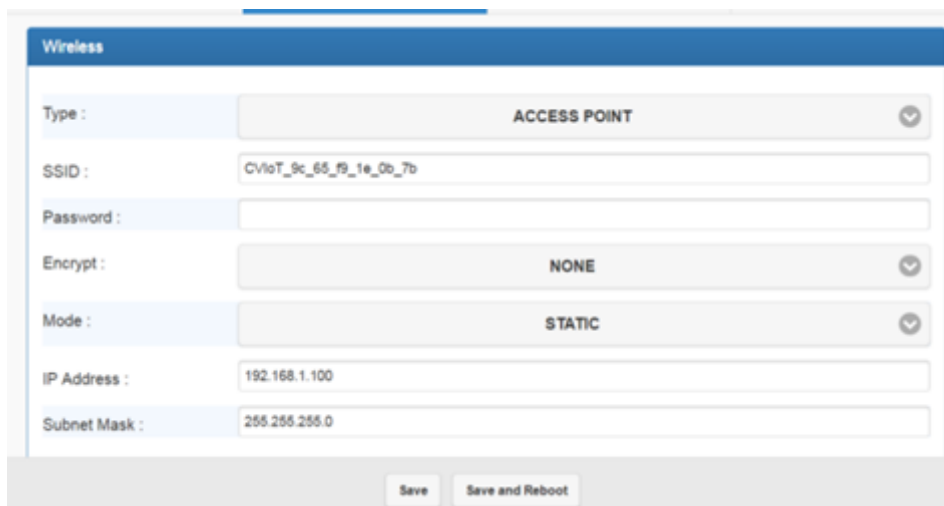 Wireless
Type : ACCESS POINT
SSID : CVIoT_9c_65_f9_1e_0b_7b
Password :
Encrypt : NONE
Mode : STATIC
IP Address : 192.168.1.100
Subnet Mask : 255.255.255.0
Save Save and Reboot